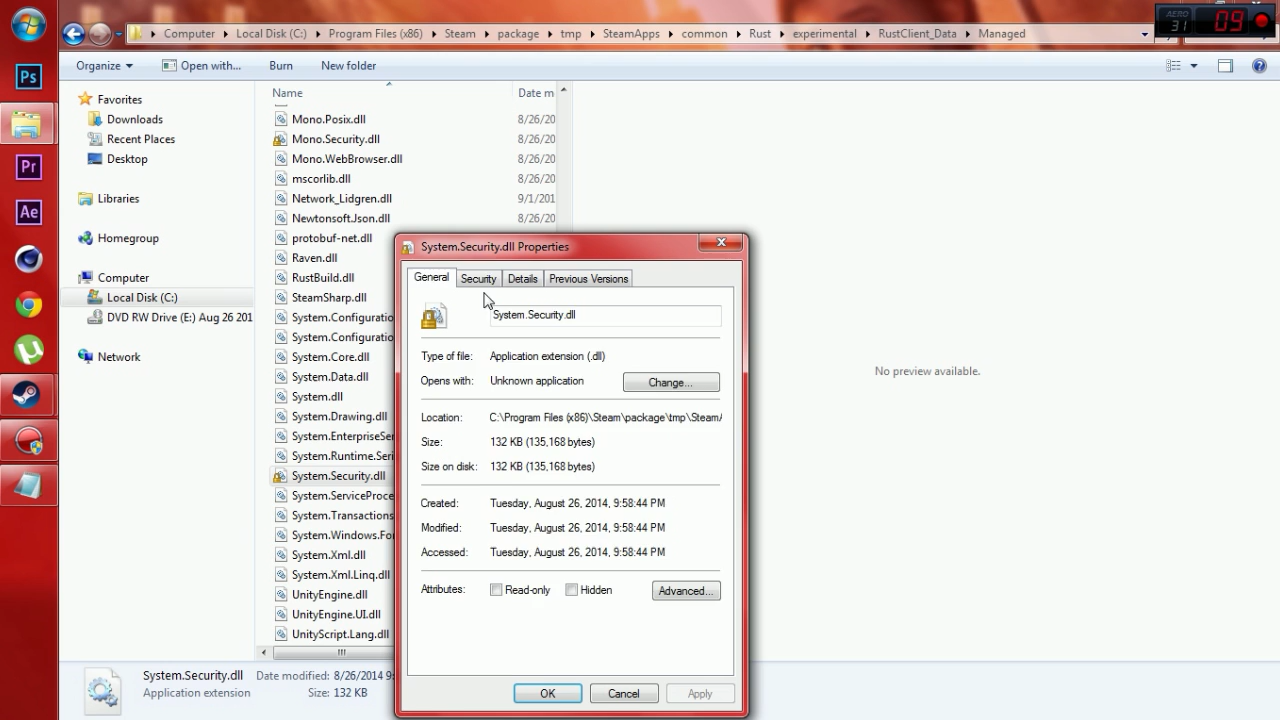 AERO
31
09
Computer
Local Disk (C:)
Program Files (x86)
Steam
package
tmp
SteamApps
common
Rust
experimental
RustClient_Data
Managed
Organize
Open with...
Burn
New folder
Favorites
Downloads
Recent Places
Desktop
Libraries
Homegroup
Computer
Local Disk (C:)
DVD RW Drive (E:) Aug 26 201
Network
Name
Date m
Mono.Posix.dll
8/26/20
Mono.Security.dll
8/26/20
Mono.WebBrowser.dll
8/26/20
mscorlib.dll
8/26/20
Network_Lidgren.dll
9/1/201
Newtonsoft.Json.dll
8/26/20
protobuf-net.dll
Raven.dll
RustBuild.dll
SteamSharp.dll
System.Configuratio
System.Configuratio
System.Core.dll
System.Data.dll
System.dll
System.Drawing.dll
System.EnterpriseSer
System.Runtime.Seri
System.Security.dll
System.ServiceProce
System.Transactions
System.Windows.For
System.Xml.dll
System.Xml.Linq.dll
UnityEngine.dll
UnityEngine.UI.dll
UnityScript.Lang.dll
System.Security.dll Properties
General
Security
Details
Previous Versions
System.Security.dll
Type of file: Application extension (.dll)
Opens with: Unknown application
Change...
Location: C:\Program Files (x86)\Steam\package\tmp\Steam
Size: 132 KB (135,168 bytes)
Size on disk: 132 KB (135,168 bytes)
Created: Tuesday, August 26, 2014, 9:58:44 PM
Modified: Tuesday, August 26, 2014, 9:58:44 PM
Accessed: Tuesday, August 26, 2014, 9:58:44 PM
Attributes: Read-only Hidden
Advanced...
OK
Cancel
Apply
No preview available.
System.Security.dll
Date modified: 8/26/2014 9:
Application extension
Size: 132 KB
Ps
Pr
Ae